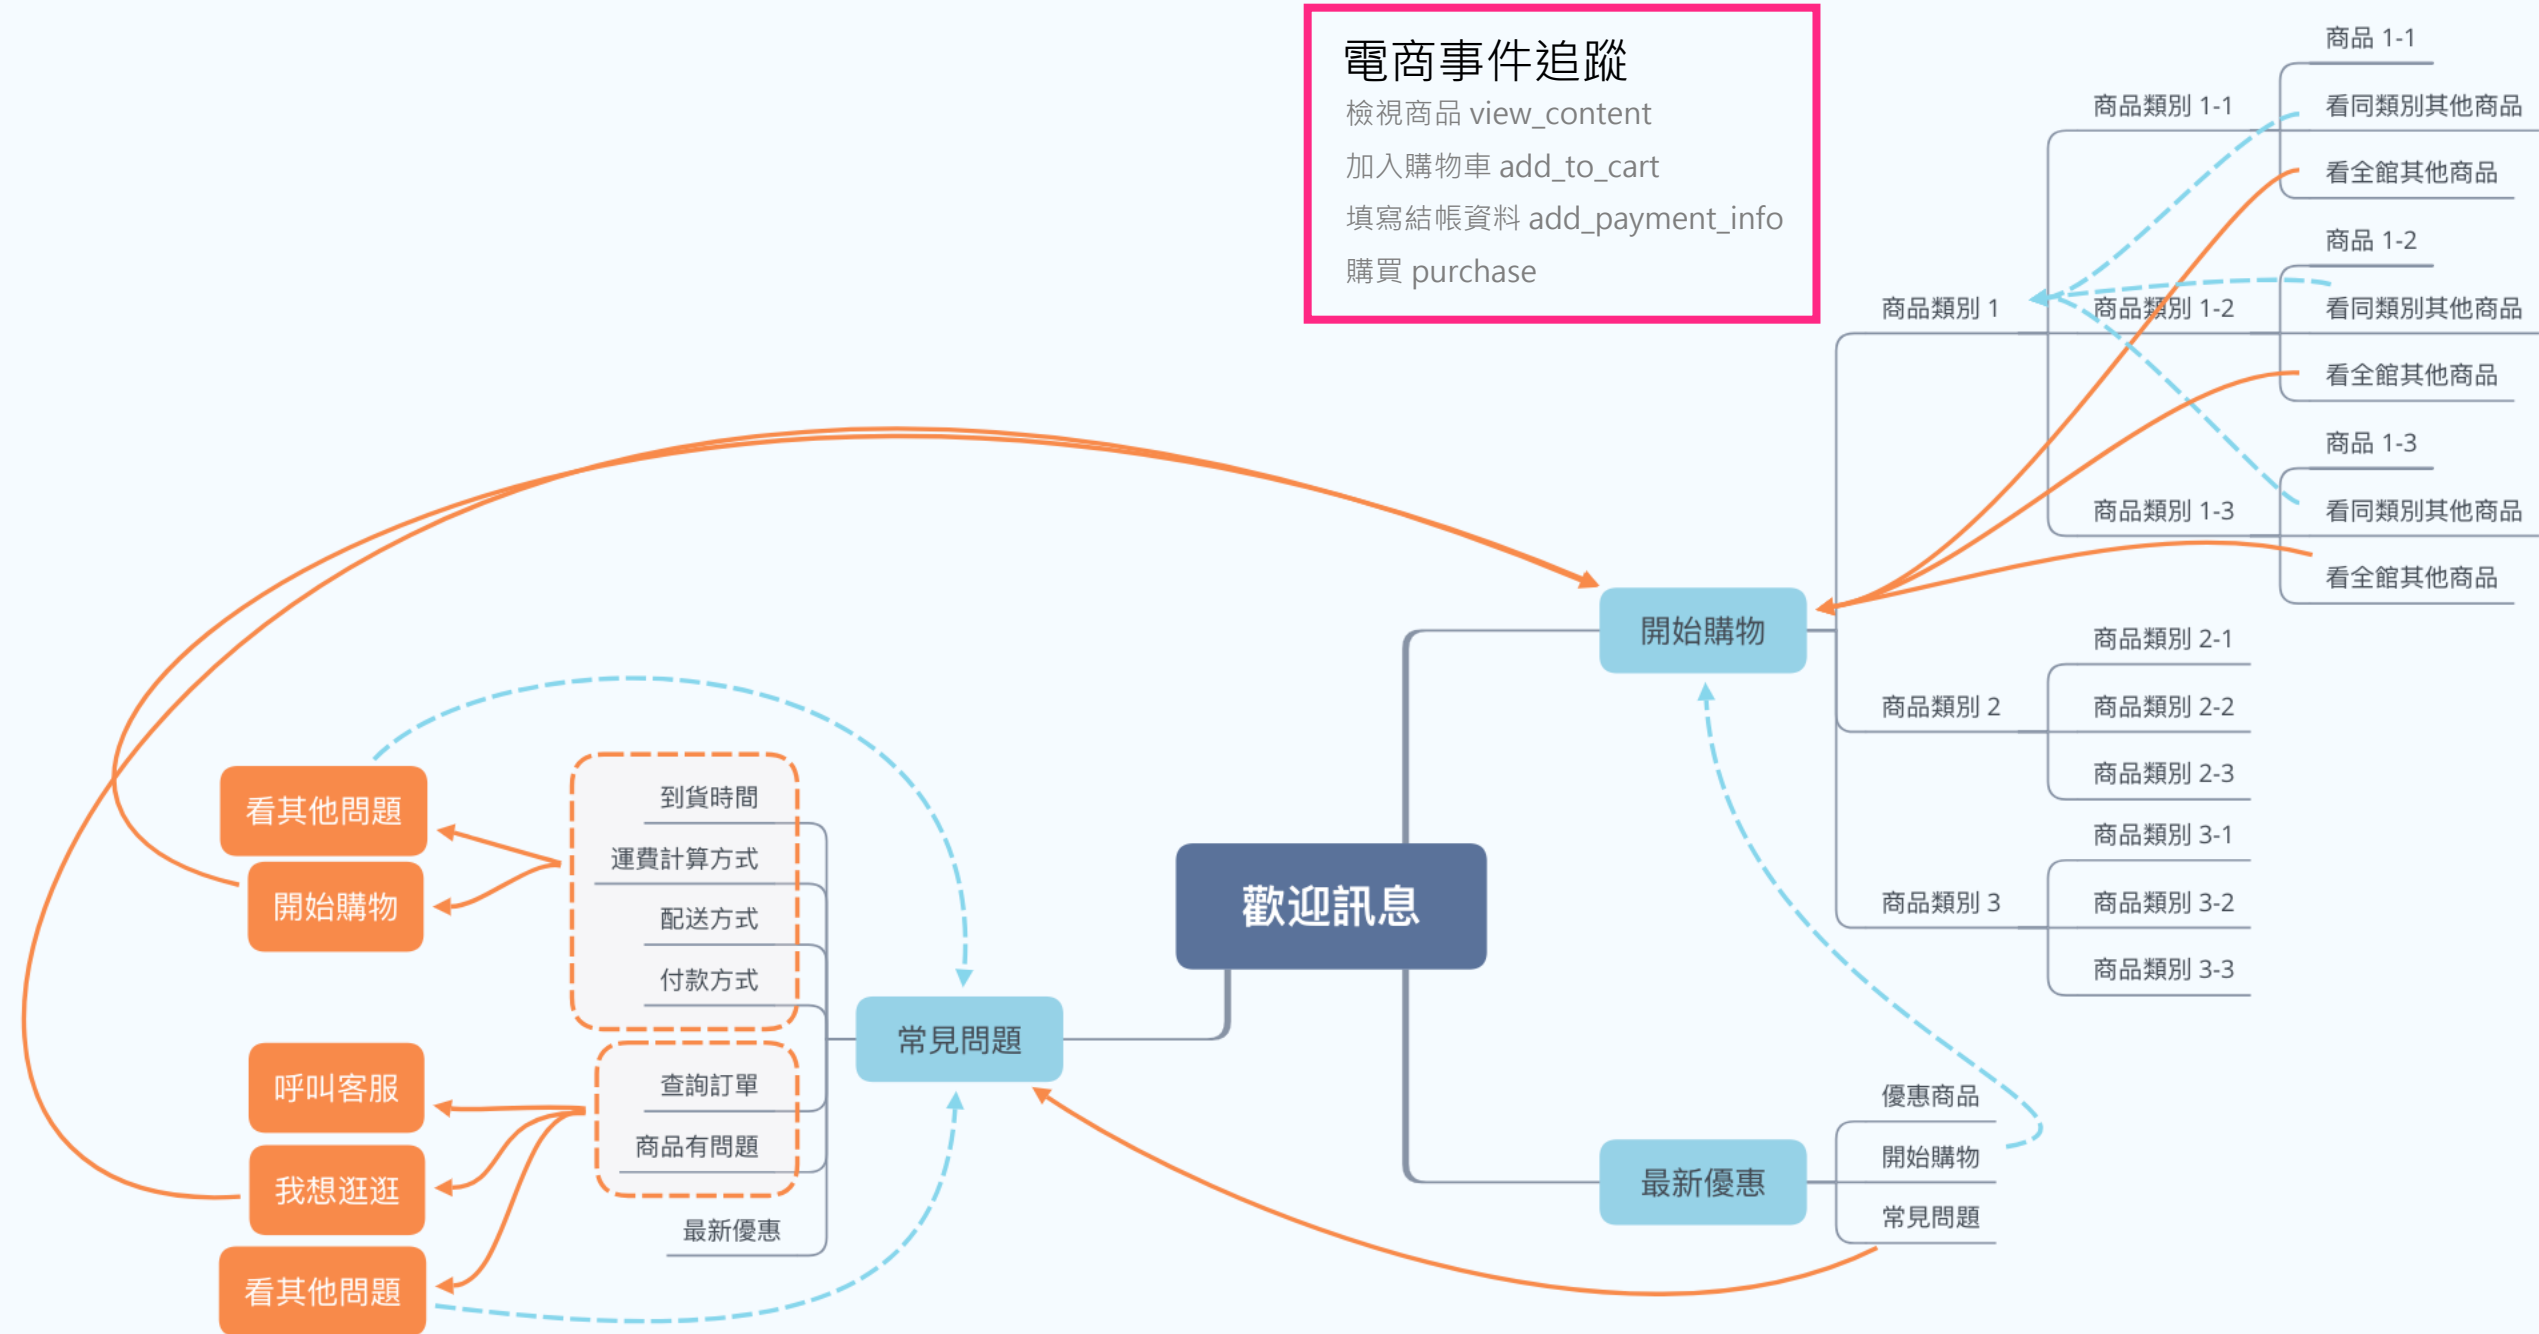 電商事件追蹤
檢視商品 view_content
加入購物車 add_to_cart
填寫結帳資料 add_payment_info
購買 purchase
商品 1-1
商品類別 1-1
看同類別其他商品
看全館其他商品
商品 1-2
商品類別 1
商品類別 1-2
看同類別其他商品
看全館其他商品
商品 1-3
商品類別 1-3
看同類別其他商品
看全館其他商品
開始購物
商品類別 2-1
商品類別 2
商品類別 2-2
商品類別 2-3
商品類別 3-1
商品類別 3
商品類別 3-2
商品類別 3-3
歡迎訊息
看其他問題
開始購物
到貨時間
運費計算方式
配送方式
付款方式
常見問題
呼叫客服
我想逛逛
看其他問題
查詢訂單
商品有問題
最新優惠
最新優惠
優惠商品
開始購物
常見問題